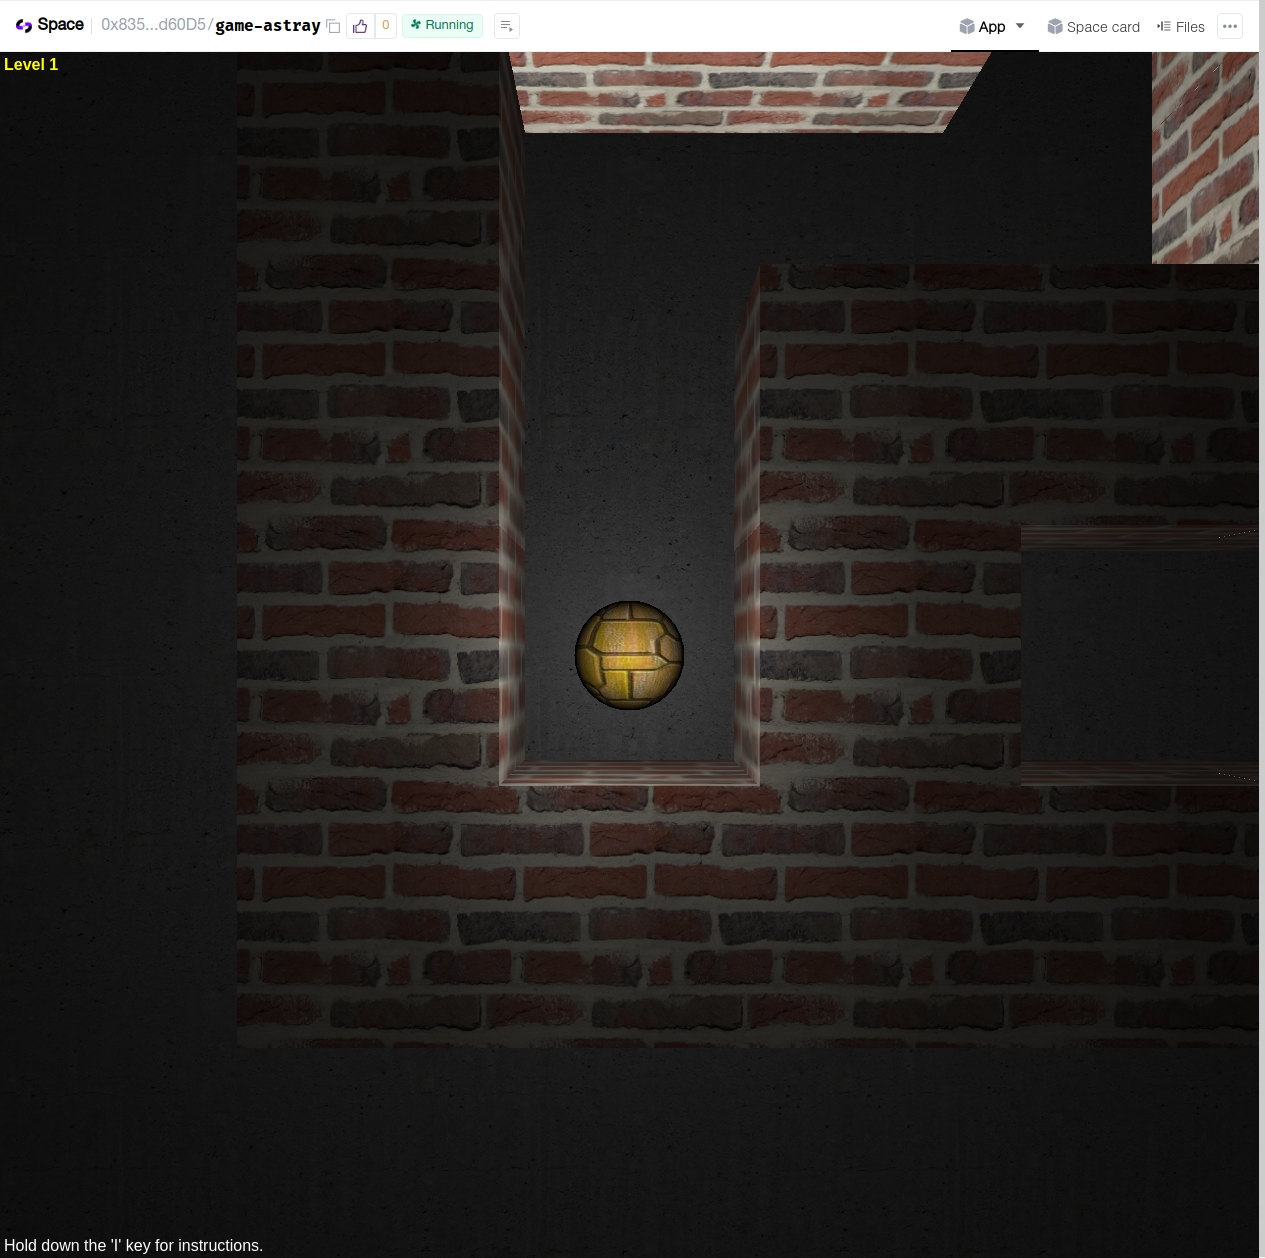 Space 0x835...d60D5/game-astray 0 Running App Space card Files
Level 1
Hold down the 'I' key for instructions.